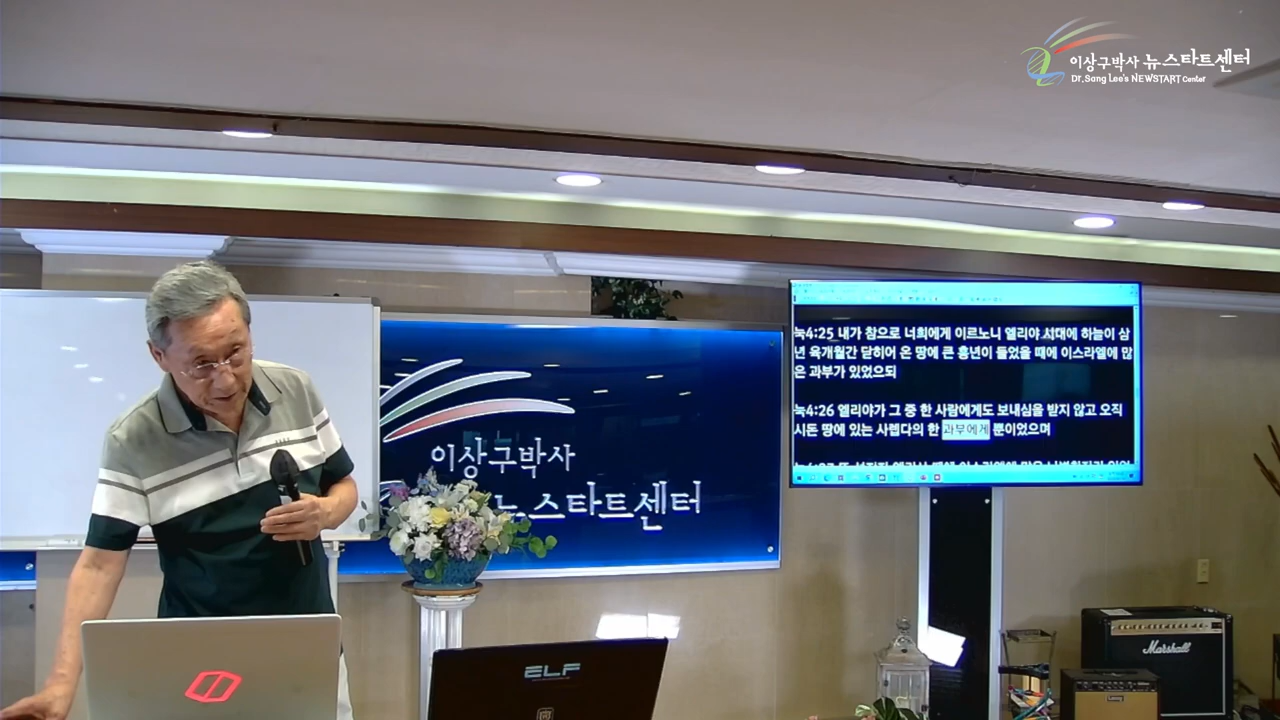 이상구박사 뉴스타트센터
Dr. Sang Lee's NEWSTART Center
눅4:25 내가 참으로 너희에게 이르노니 엘리야 시대에 하늘이 삼
년 육개월간 닫히어 온 땅에 큰 흉년이 들었을 때에 이스라엘에 많
은 과부가 있었으되
눅4:26 엘리야가 그 중 한 사람에게도 보내심을 받지 않고 오직
시돈 땅에 있는 사렙다의 한 과부에게 뿐이었으며
이상구박사
뉴스타트센터
ELF
Marshall
Laney